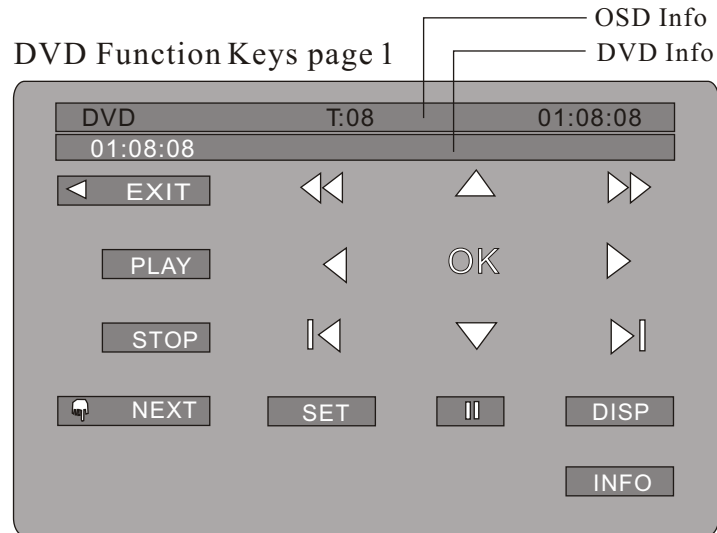 OSD Info
DVD Function Keys page 1
DVD Info
DVD T:08 01:08:08
01:08:08
EXIT
PLAY OK
STOP
NEXT SET DISP
INFO